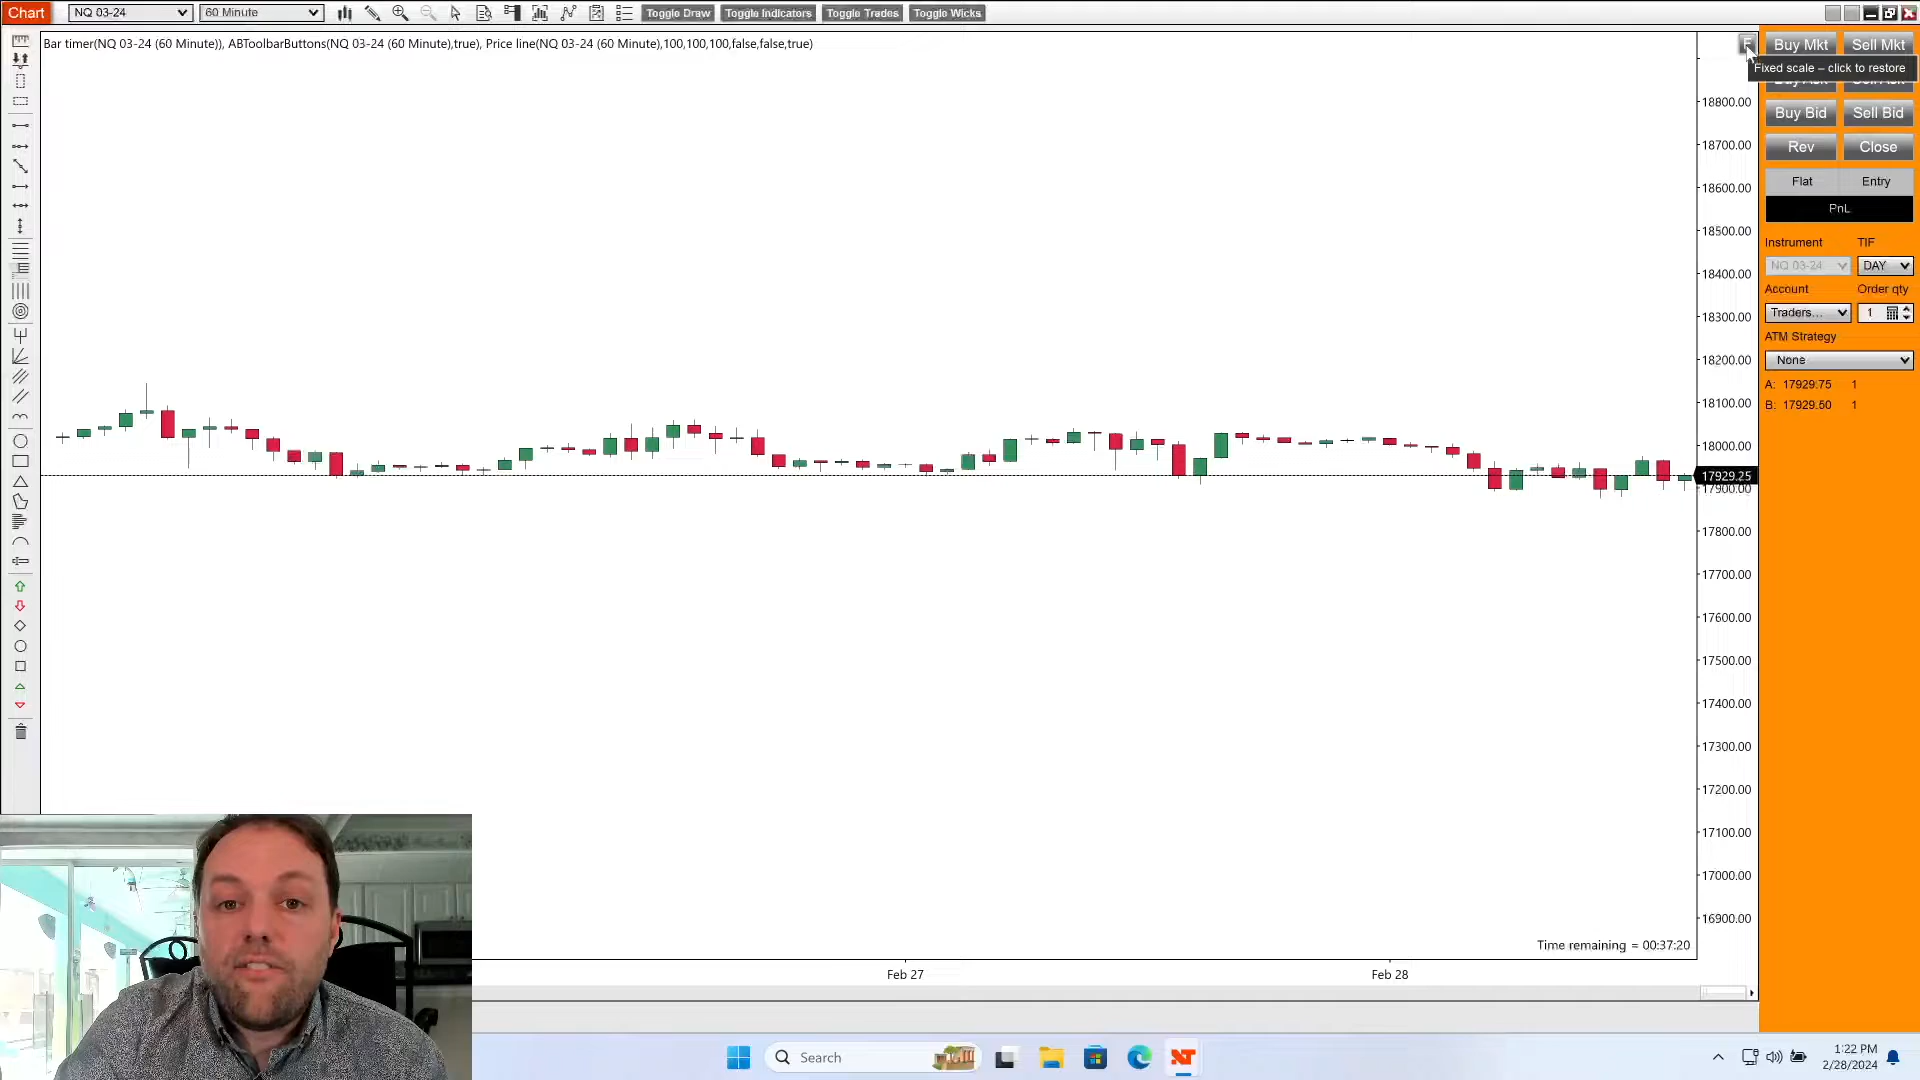 Chart
NQ 03-24
60 Minute
Toggle Draw
Toggle Indicators
Toggle Trades
Toggle Wicks
Bar timer(NQ 03-24 (60 Minute)), ABToolbarButtons(NQ 03-24 (60 Minute),true), Price line(NQ 03-24 (60 Minute),100,100,100,false,false,true)
F
Buy Mkt
Sell Mkt
Fixed scale – click to restore
Buy Bid
Sell Bid
Rev
Close
Flat
Entry
PnL
Instrument
TIF
NQ 03-24
DAY
Account
Order qty
Traders...
1
ATM Strategy
None
A: 17929.75 1
B: 17929.50 1
18800.00
18700.00
18600.00
18500.00
18400.00
18300.00
18200.00
18100.00
18000.00
17929.25
17900.00
17800.00
17700.00
17600.00
17500.00
17400.00
17300.00
17200.00
17100.00
17000.00
16900.00
Time remaining = 00:37:20
Feb 27
Feb 28
Search
1:22 PM
2/28/2024